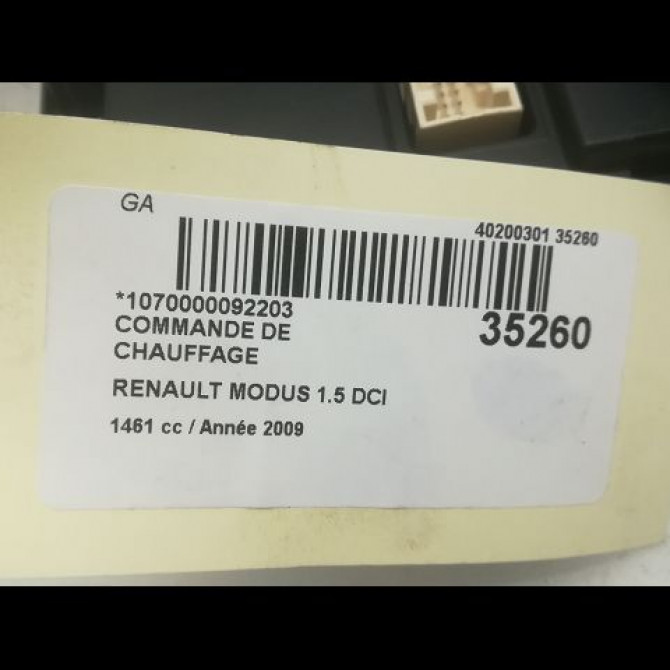 GA
40200301 35260
*1070000092203
35260
COMMANDE DE
CHAUFFAGE
RENAULT MODUS 1.5 DCI
1461 cc / Année 2009